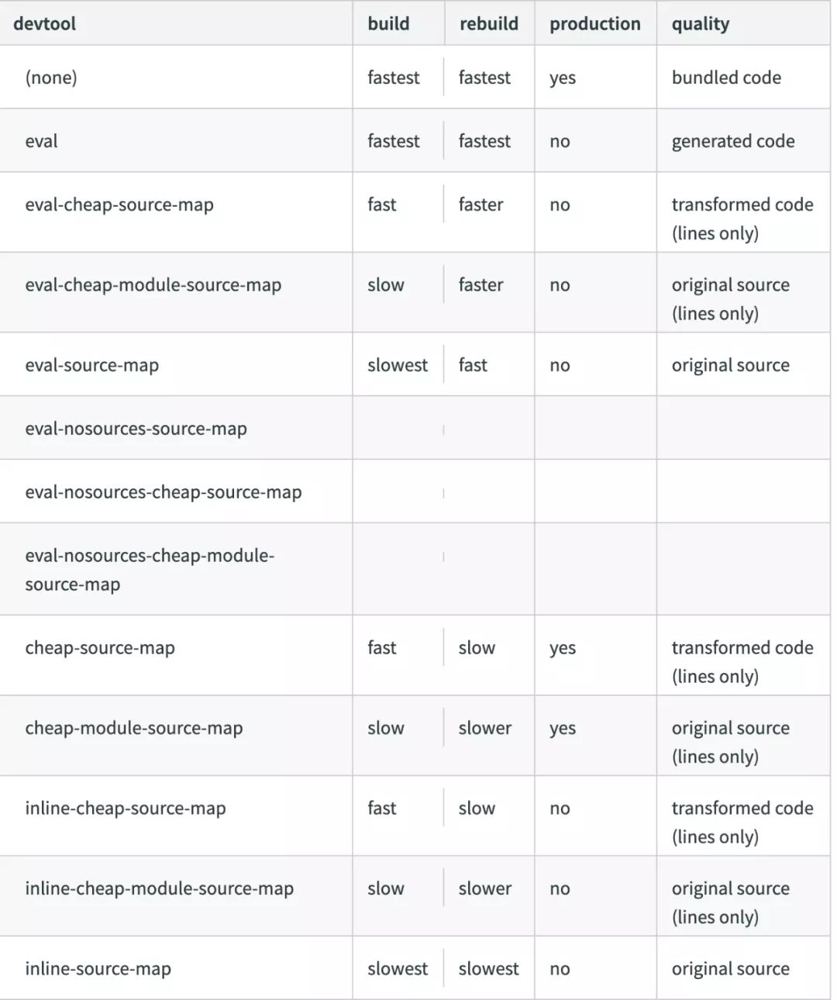 devtool build rebuild production quality
(none) fastest fastest yes bundled code
eval fastest fastest no generated code
eval-cheap-source-map fast faster no transformed code
(lines only)
eval-cheap-module-source-map slow faster no original source
(lines only)
eval-source-map slowest fast no original source
eval-nosources-source-map
eval-nosources-cheap-source-map
eval-nosources-cheap-module-
source-map
cheap-source-map fast slow yes transformed code
(lines only)
cheap-module-source-map slow slower yes original source
(lines only)
inline-cheap-source-map fast slow no transformed code
(lines only)
inline-cheap-module-source-map slow slower no original source
(lines only)
inline-source-map slowest slowest no original source